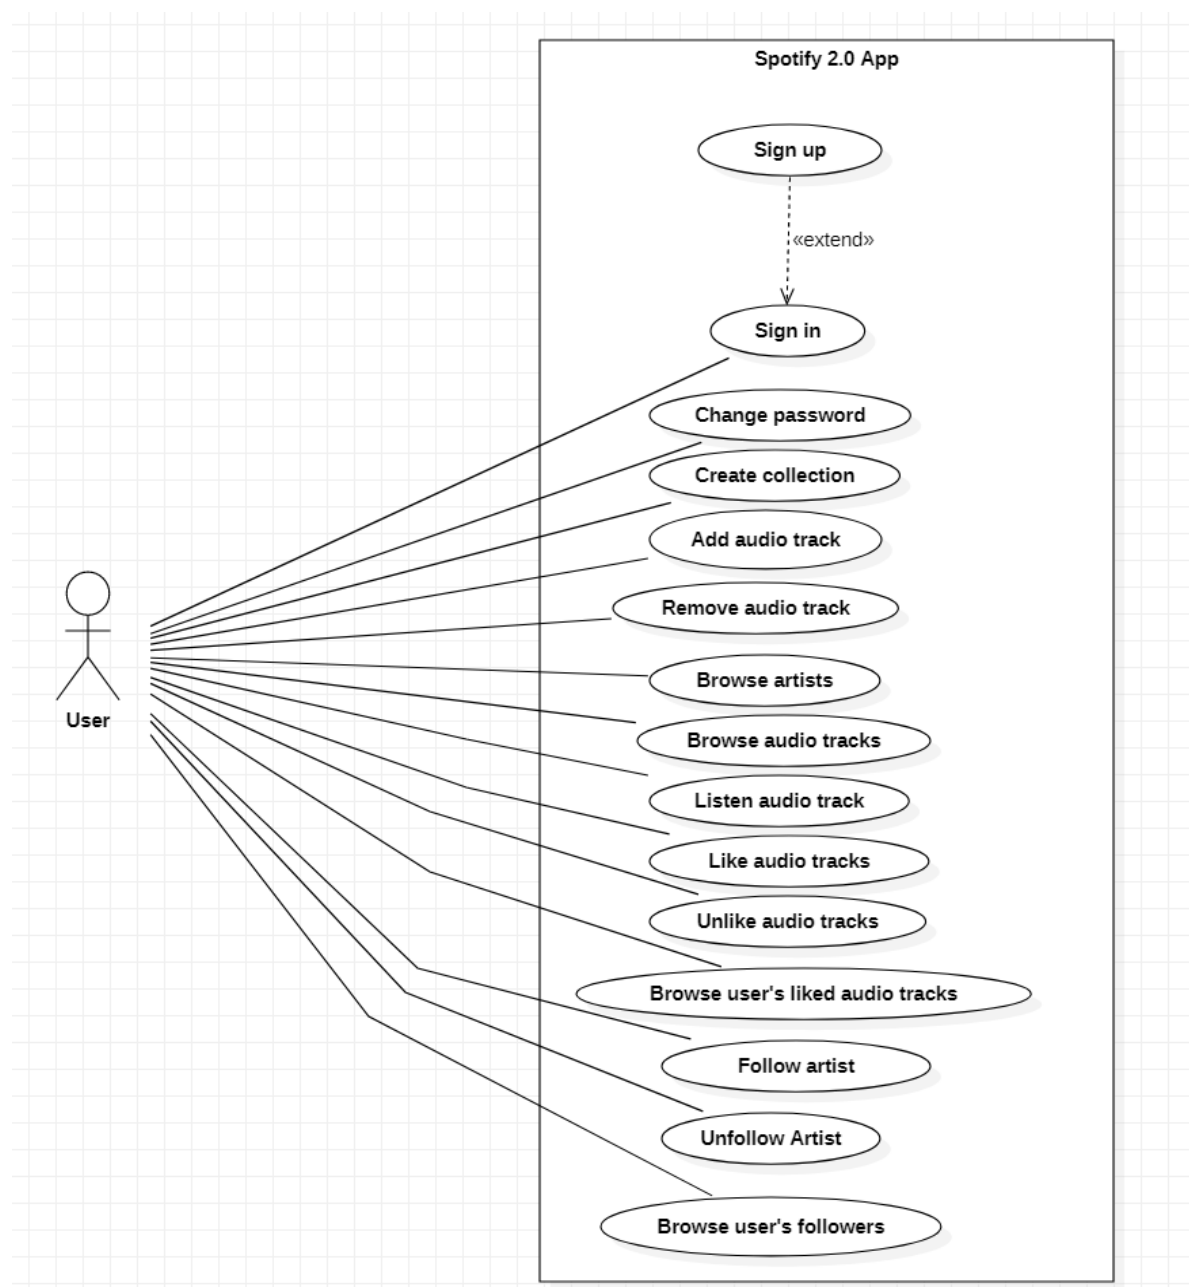 Spotify 2.0 App
Sign up
«extend»
Sign in
Change password
Create collection
Add audio track
Remove audio track
Browse artists
User
Browse audio tracks
Listen audio track
Like audio tracks
Unlike audio tracks
Browse user's liked audio tracks
Follow artist
Unfollow Artist
Browse user's followers